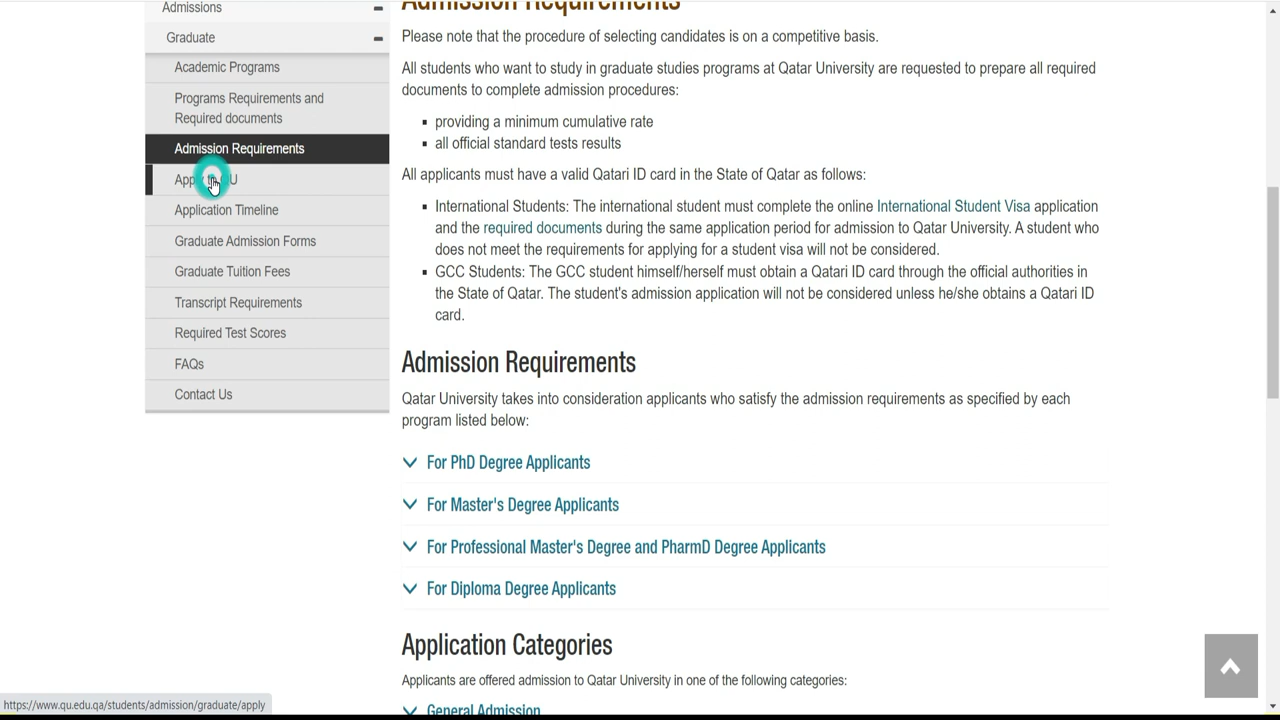 Admissions
Graduate
Academic Programs
Programs Requirements and
Required documents
Admission Requirements
Apply to QU
Application Timeline
Graduate Admission Forms
Graduate Tuition Fees
Transcript Requirements
Required Test Scores
FAQs
Contact Us
Admission Requirements
Please note that the procedure of selecting candidates is on a competitive basis.
All students who want to study in graduate studies programs at Qatar University are requested to prepare all required
documents to complete admission procedures:
providing a minimum cumulative rate
all official standard tests results
All applicants must have a valid Qatari ID card in the State of Qatar as follows:
International Students: The international student must complete the online International Student Visa application
and the required documents during the same application period for admission to Qatar University. A student who
does not meet the requirements for applying for a student visa will not be considered.
GCC Students: The GCC student himself/herself must obtain a Qatari ID card through the official authorities in
the State of Qatar. The student's admission application will not be considered unless he/she obtains a Qatari ID
card.
Admission Requirements
Qatar University takes into consideration applicants who satisfy the admission requirements as specified by each
program listed below:
For PhD Degree Applicants
For Master's Degree Applicants
For Professional Master's Degree and PharmD Degree Applicants
For Diploma Degree Applicants
Application Categories
Applicants are offered admission to Qatar University in one of the following categories:
General Admission
https://www.qu.edu.qa/students/admission/graduate/apply